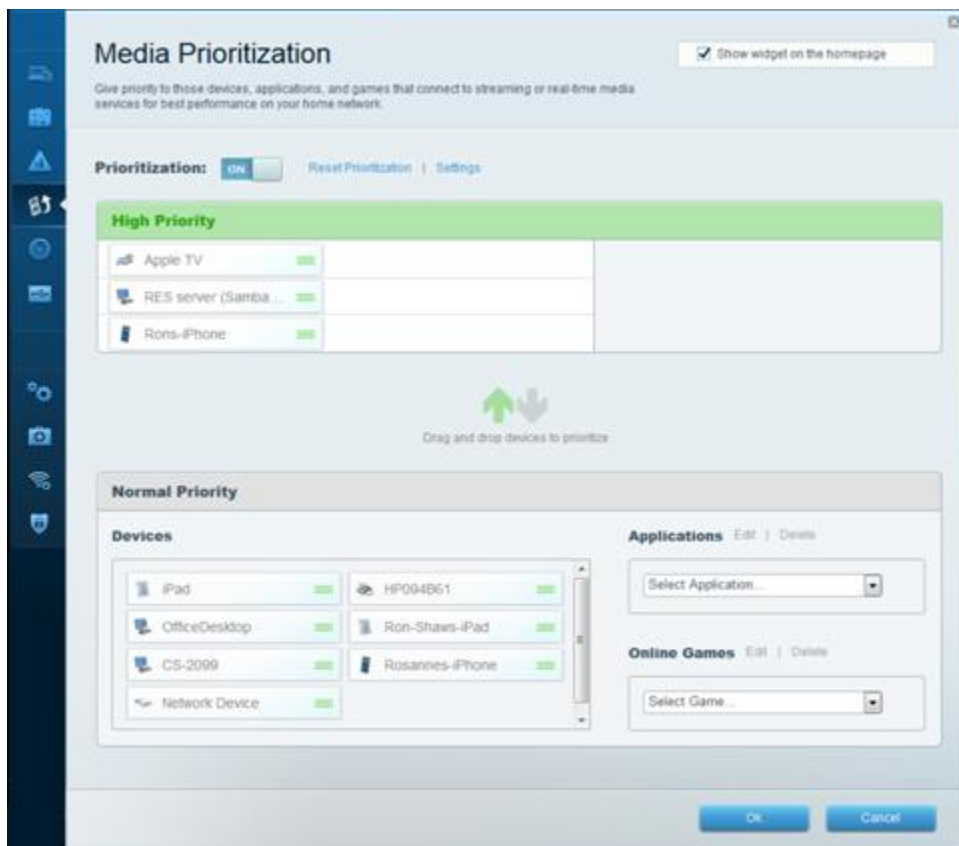 Media Prioritization
Show widget on the homepage
Give priority to those devices, applications, and games that connect to streaming or real-time media
services for best performance on your home network.
Prioritization: ON Reset Prioritization | Settings
High Priority
Apple TV
RES server (Samba ...
Rons-iPhone
Drag and drop devices to prioritize
Normal Priority
Devices
iPad
HP094B61
OfficeDesktop
Ron-Shaws-iPad
CS-2099
Rosannes-iPhone
Network Device
Applications Edit | Delete
Select Application...
Online Games Edit | Delete
Select Game...
Ok Cancel